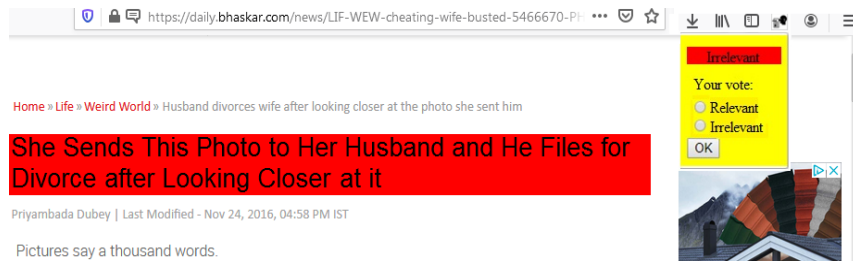 https://daily.bhaskar.com/news/LIF-WEW-cheating-wife-busted-5466670-PH
Irrelevant
Your vote:
Relevant
Irrelevant
OK
Home » Life » Weird World » Husband divorces wife after looking closer at the photo she sent him
She Sends This Photo to Her Husband and He Files for
Divorce after Looking Closer at it
Priyambada Dubey | Last Modified - Nov 24, 2016, 04:58 PM IST
Pictures say a thousand words.